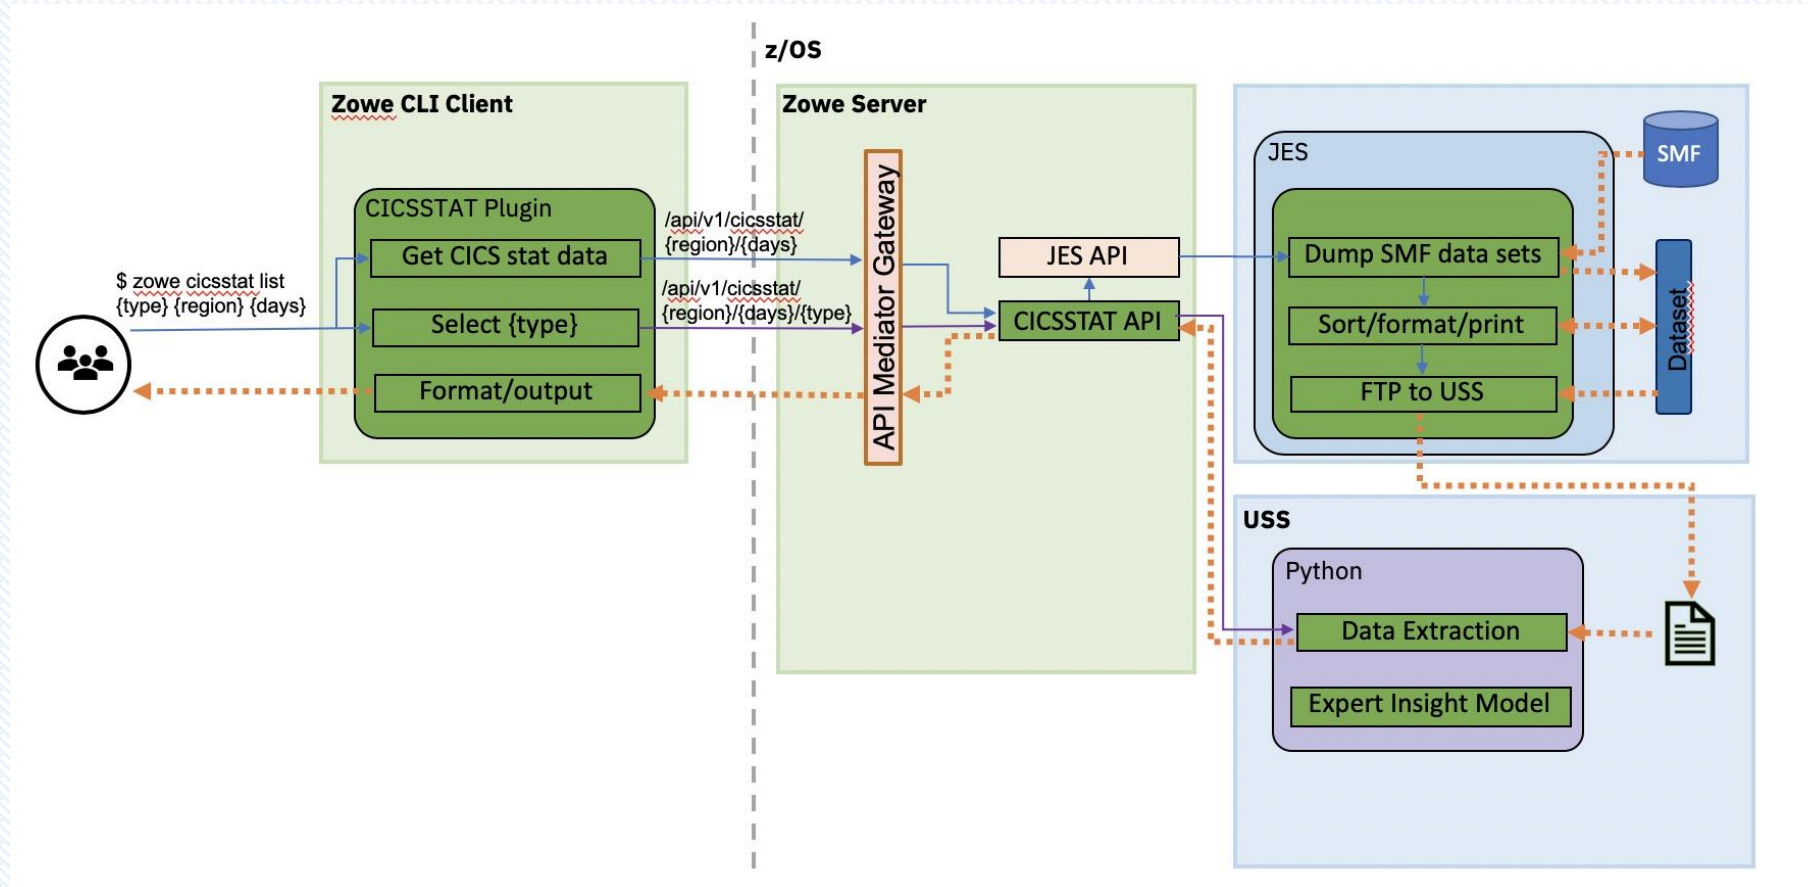 z/OS
Zowe CLI Client
Zowe Server
SMF
JES
CICSSTAT Plugin
/api/v1/cicsstat/
{region}/{days}
Get CICS stat data
JES API
Dump SMF data sets
$ zowe cicsstat list
{type} {region} {days}
/api/v1/cicsstat/
{region}/{days}/{type}
Select {type}
API Mediator Gateway
CICSSTAT API
Sort/format/print
Dataset
Format/output
FTP to USS
USS
Python
Data Extraction
Expert Insight Model